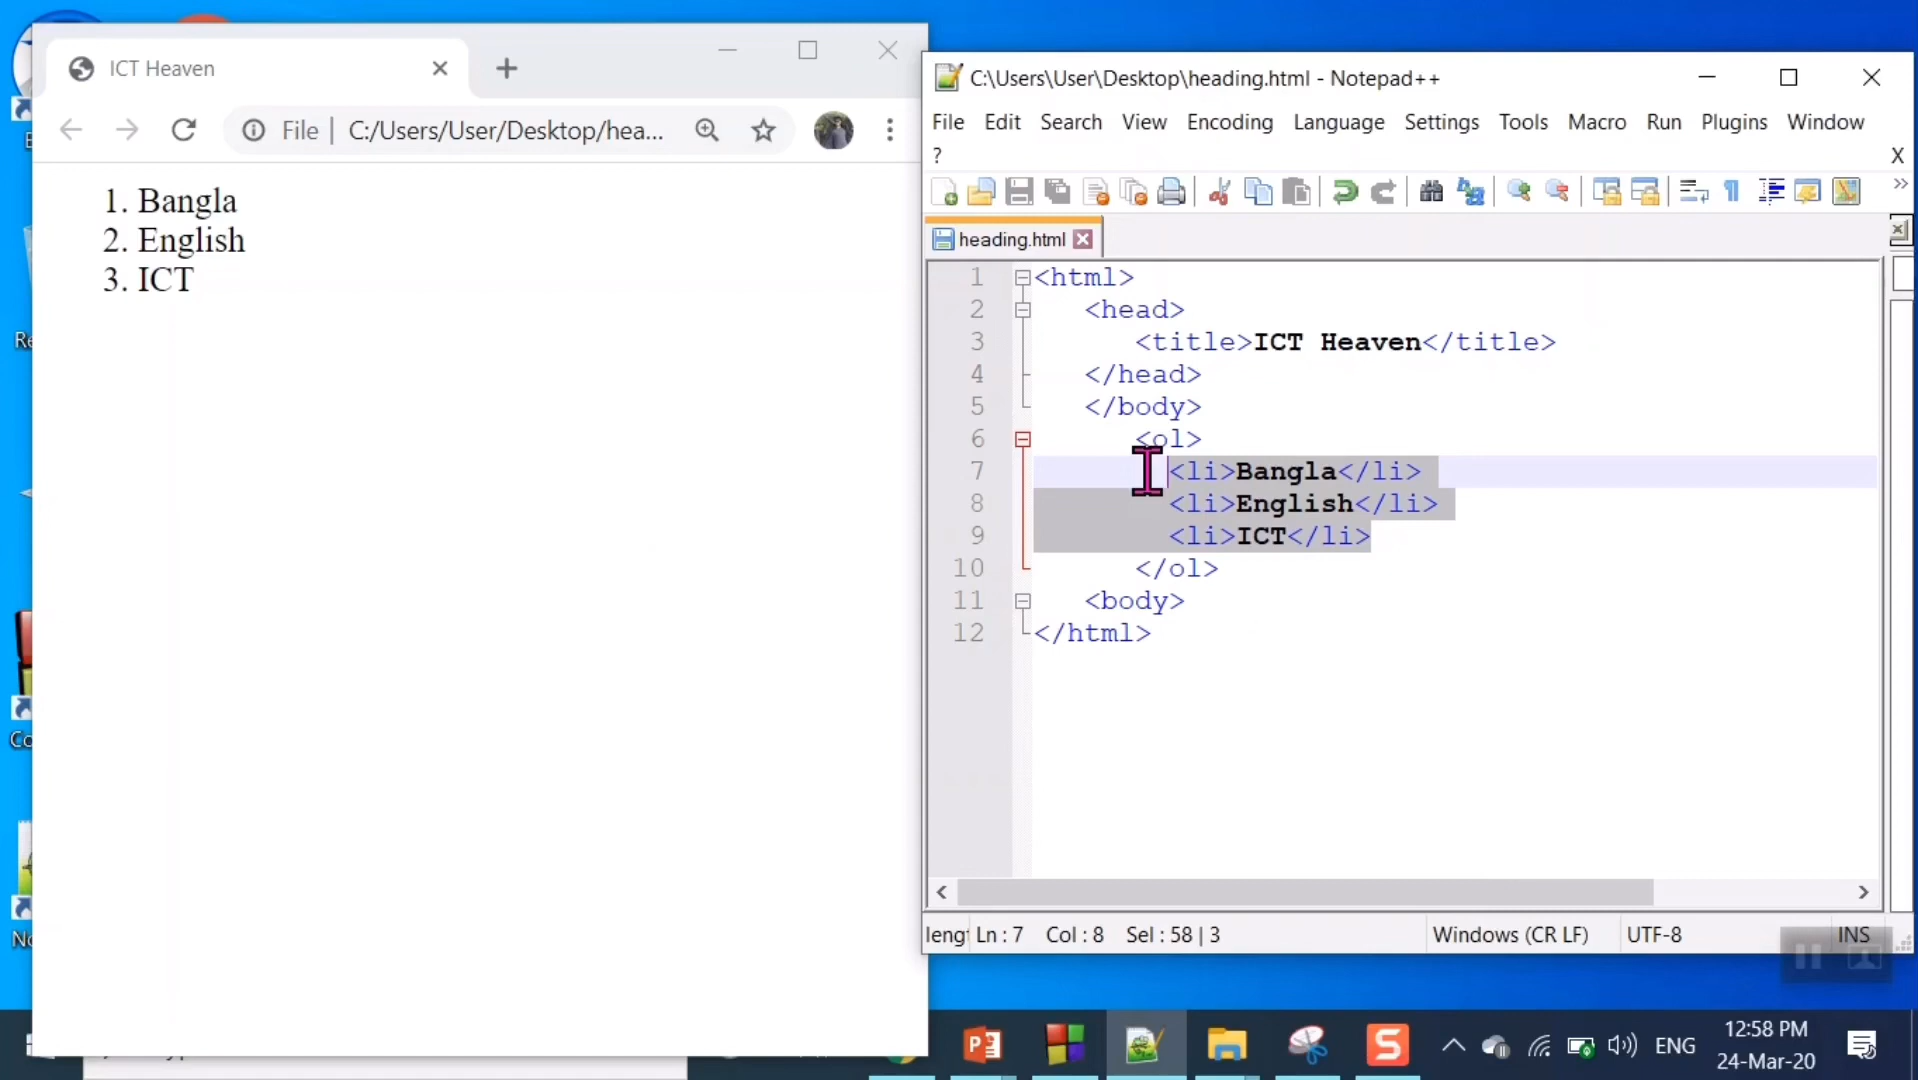 ICT Heaven
File
C:/Users/User/Desktop/hea...
1. Bangla
2. English
3. ICT
C:\Users\User\Desktop\heading.html - Notepad++
File Edit Search View Encoding Language Settings Tools Macro Run Plugins Window
? X
heading.html
1 <html>
2 <head>
3 <title>ICT Heaven</title>
4 </head>
5 </body>
6 <ol>
7 <li>Bangla</li>
8 <li>English</li>
9 <li>ICT</li>
10 </ol>
11 <body>
12 </html>
Ln : 7 Col : 8 Sel : 58 | 3 Windows (CR LF) UTF-8 INS
ENG
12:58 PM
24-Mar-20